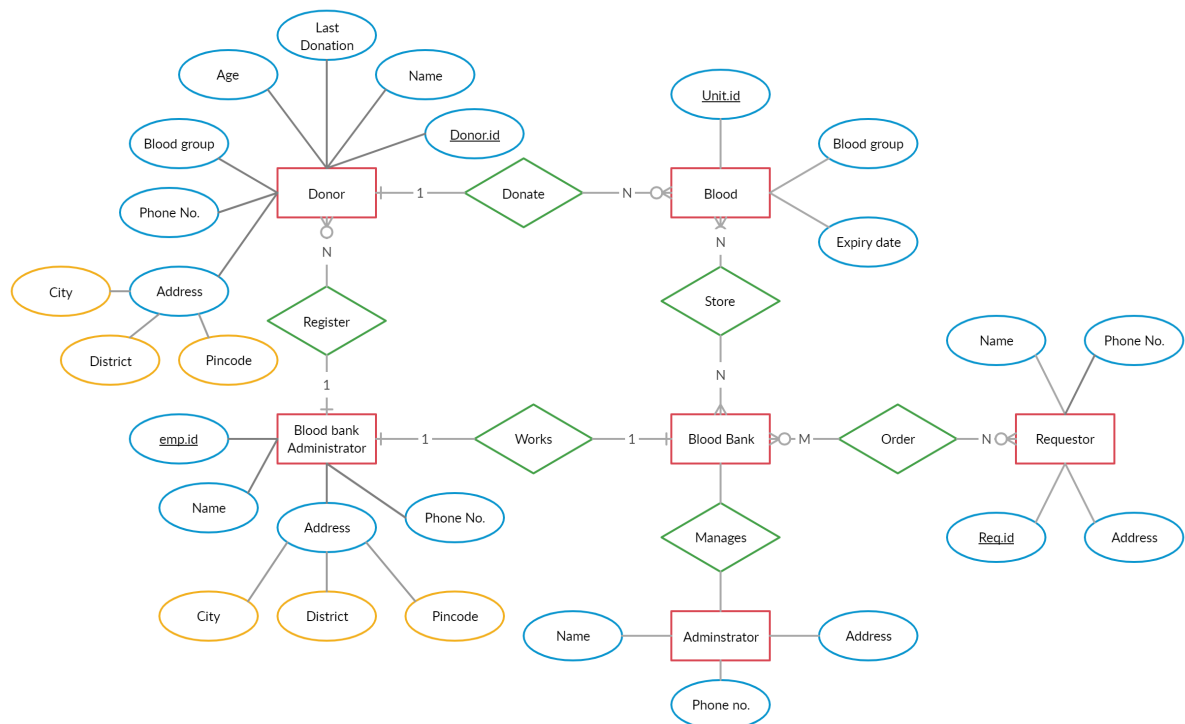 Last
Donation
Age
Name
Unit.id
Donor.id
Blood group
Blood group
Donor
1
Donate
N
Blood
Phone No.
Expiry date
N
N
City
Address
Store
Register
District
Pincode
Name
Phone No.
N
1
emp.id
Blood bank
Administrator
1
Works
1
Blood Bank
M
Order
N
Requestor
Name
Phone No.
Address
Manages
Req.id
Address
City
District
Pincode
Name
Adminstrator
Address
Phone no.